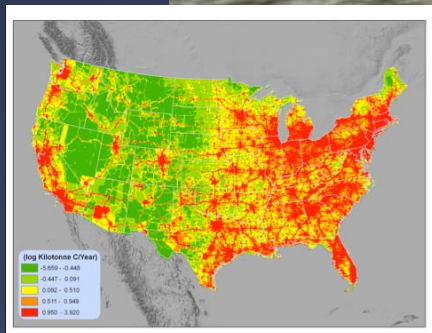 (log Kilotonne C/Year)
-5.659 - -0.448
-0.447 - 0.091
0.092 - 0.510
0.511 - 0.949
0.950 - 3.920